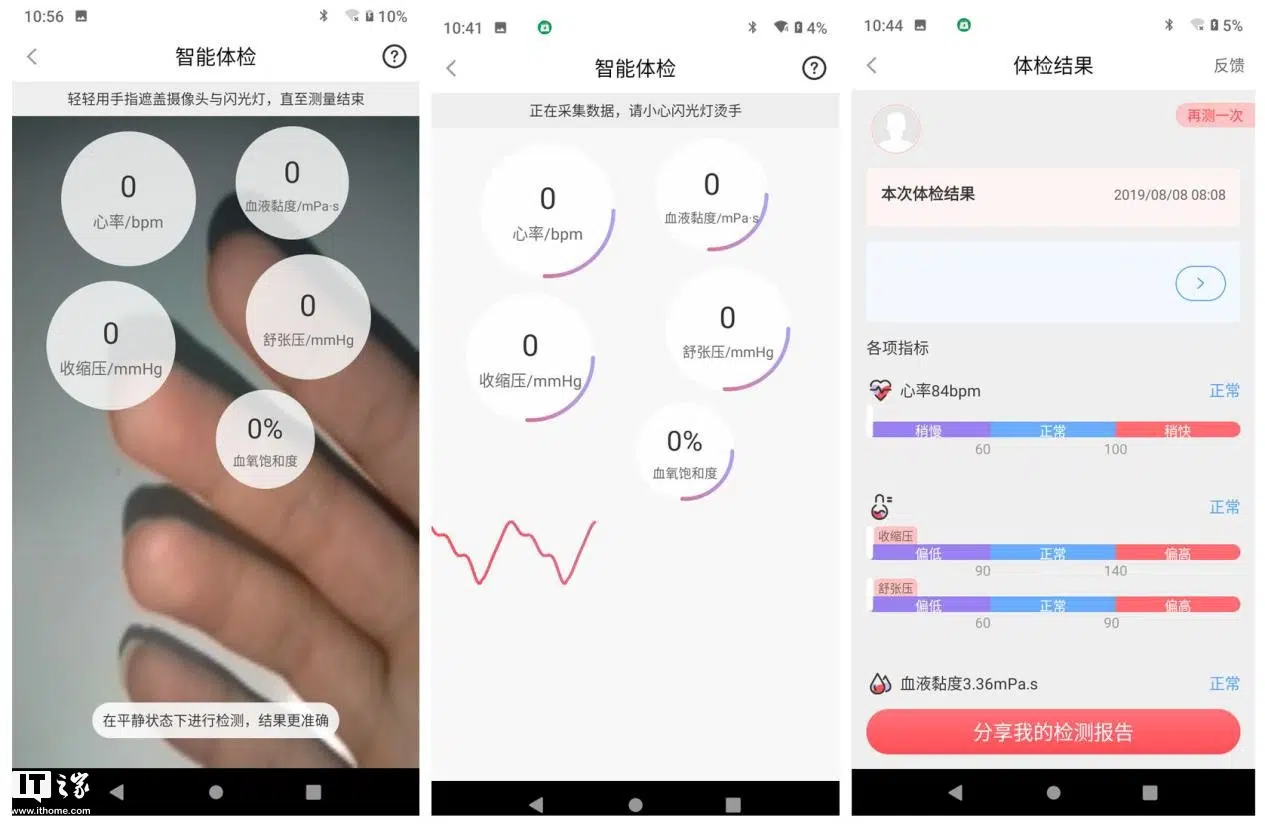 10:56
10%
智能体检
?
轻轻用手指遮盖摄像头与闪光灯，直至测量结束
0
心率/bpm
0
血液黏度/mPa·s
0
收缩压/mmHg
0
舒张压/mmHg
0%
血氧饱和度
在平静状态下进行检测，结果更准确
IT之家
www.ithome.com
10:41
4%
智能体检
?
正在采集数据，请小心闪光灯烫手
0
心率/bpm
0
血液黏度/mPa·s
0
收缩压/mmHg
0
舒张压/mmHg
0%
血氧饱和度
10:44
5%
体检结果
反馈
再测一次
本次体检结果
2019/08/08 08:08
各项指标
心率84bpm
正常
稍慢 正常 稍快
60 100
正常
收缩压
偏低 正常 偏高
90 140
舒张压
偏低 正常 偏高
60 90
血液黏度3.36mPa.s
正常
分享我的检测报告